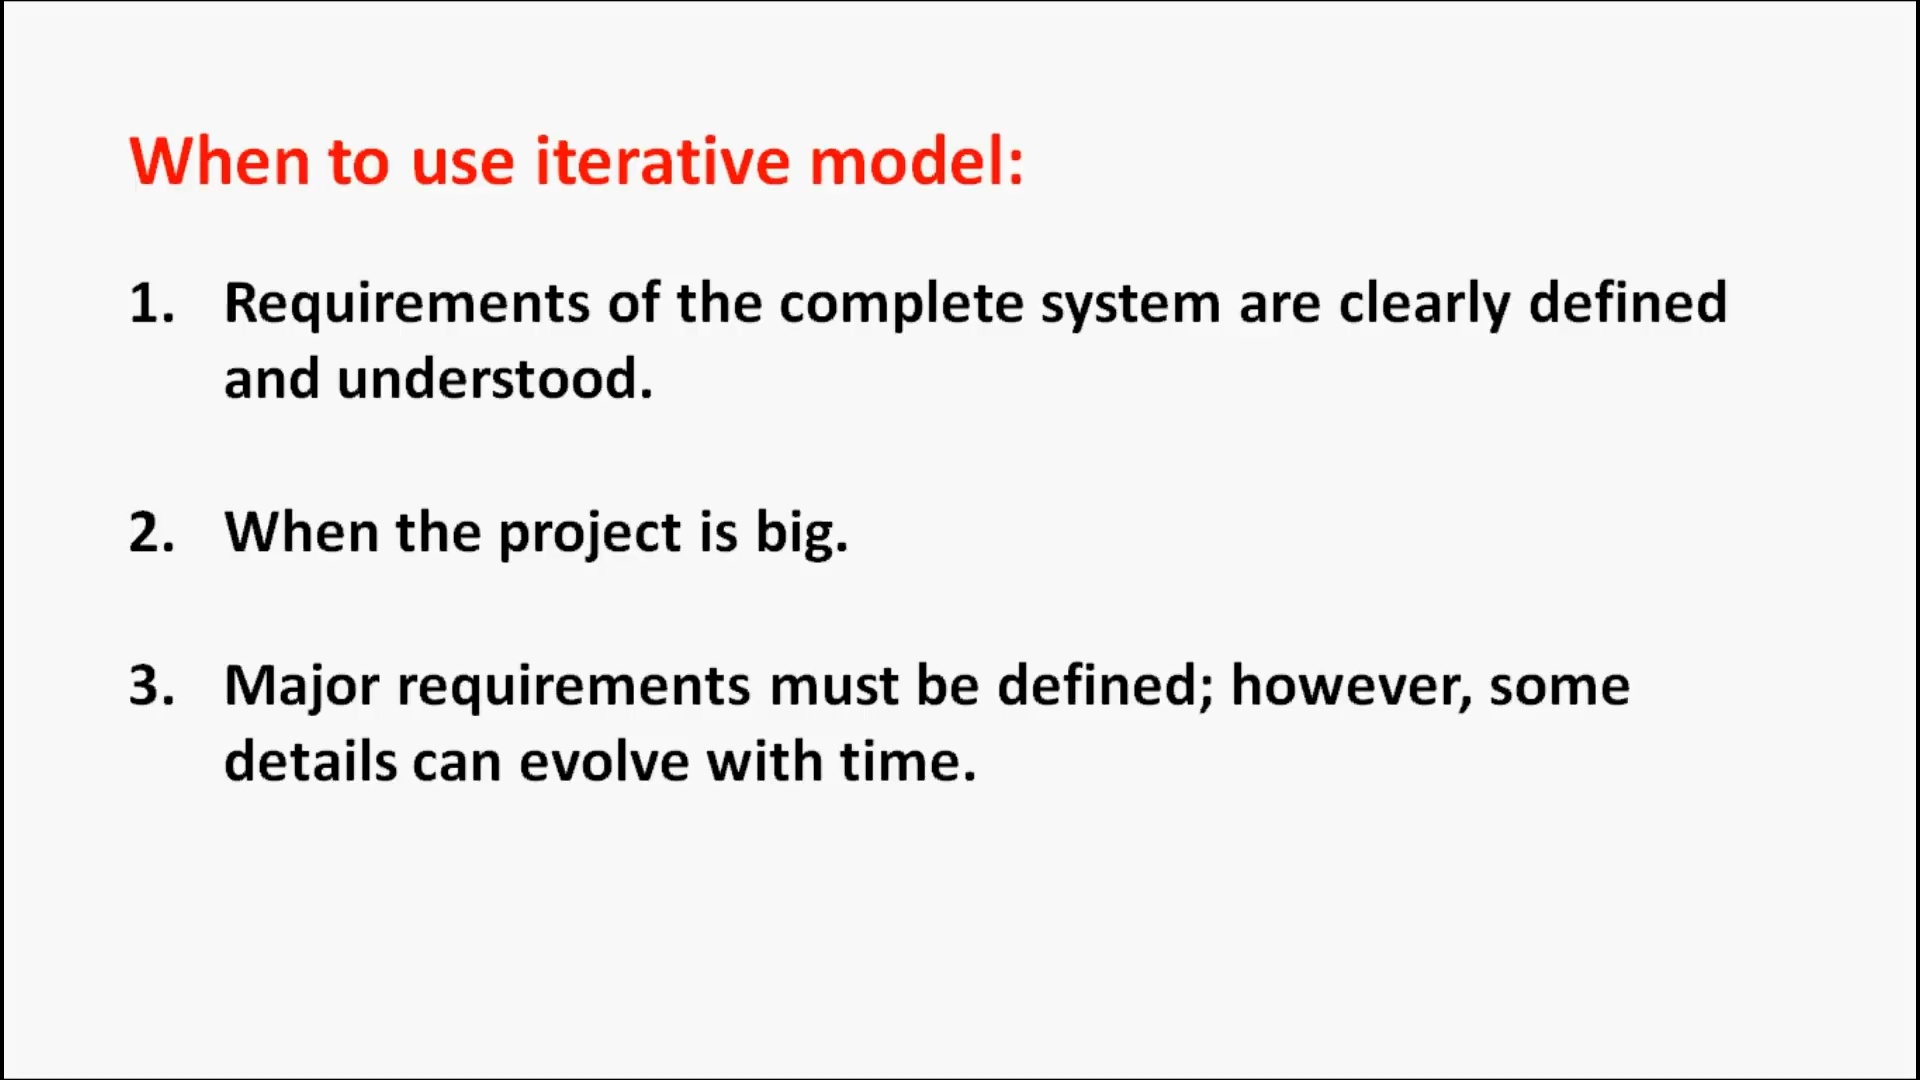 When to use iterative model:
1. Requirements of the complete system are clearly defined
and understood.
2. When the project is big.
3. Major requirements must be defined; however, some
details can evolve with time.